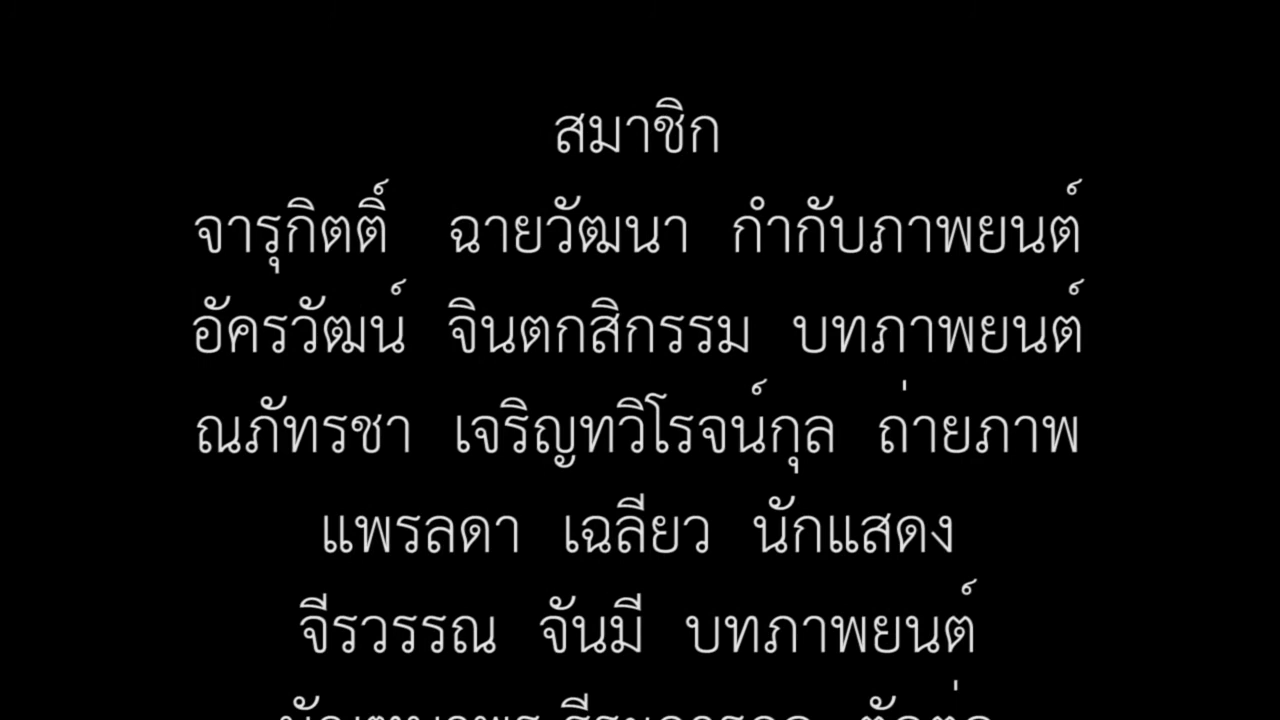 สมาชิก
จารุกิตติ์ ฉายวัฒนา กำกับภาพยนต์
อัครวัฒน์ จินตกสิกรรม บทภาพยนต์
ณภัทรชา เจริญทวิโรจน์กุล ถ่ายภาพ
แพรลดา เฉลียว นักแสดง
จีรวรรณ จันมี บทภาพยนต์
ตัดต่อ